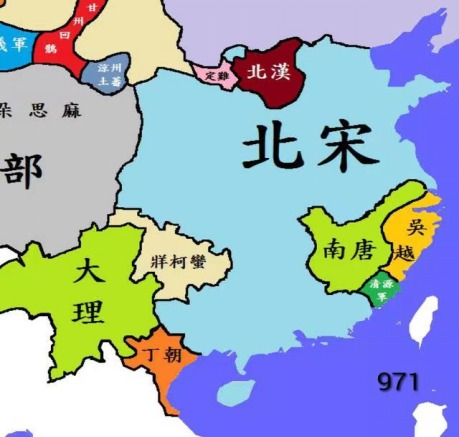 甘
州
回
鶻
義軍
涼州
土蕃
定難
北漢
朵思麻
部
北宋
吳
越
南唐
清源
軍
牂柯蠻
大
理
丁朝
971